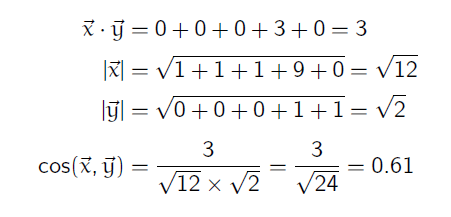 x⃗ · y⃗ = 0 + 0 + 0 + 3 + 0 = 3
|x⃗| = √(1 + 1 + 1 + 9 + 0) = √12
|y⃗| = √(0 + 0 + 0 + 1 + 1) = √2
cos(x⃗, y⃗) = 3 / (√12 × √2) = 3 / √24 = 0.61